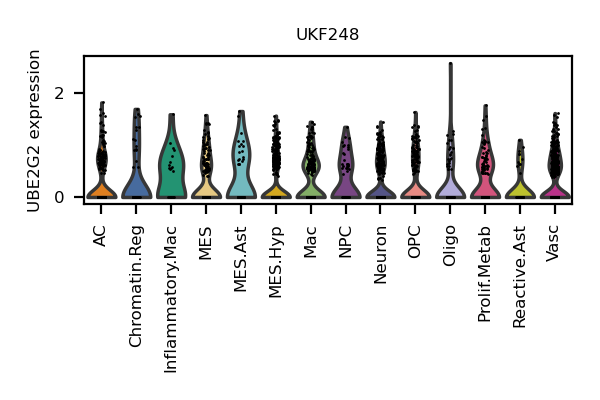 UKF248
UBE2G2 expression
2
0
AC
Chromatin.Reg
Inflammatory.Mac
MES
MES.Ast
MES.Hyp
Mac
NPC
Neuron
OPC
Oligo
Prolif.Metab
Reactive.Ast
Vasc